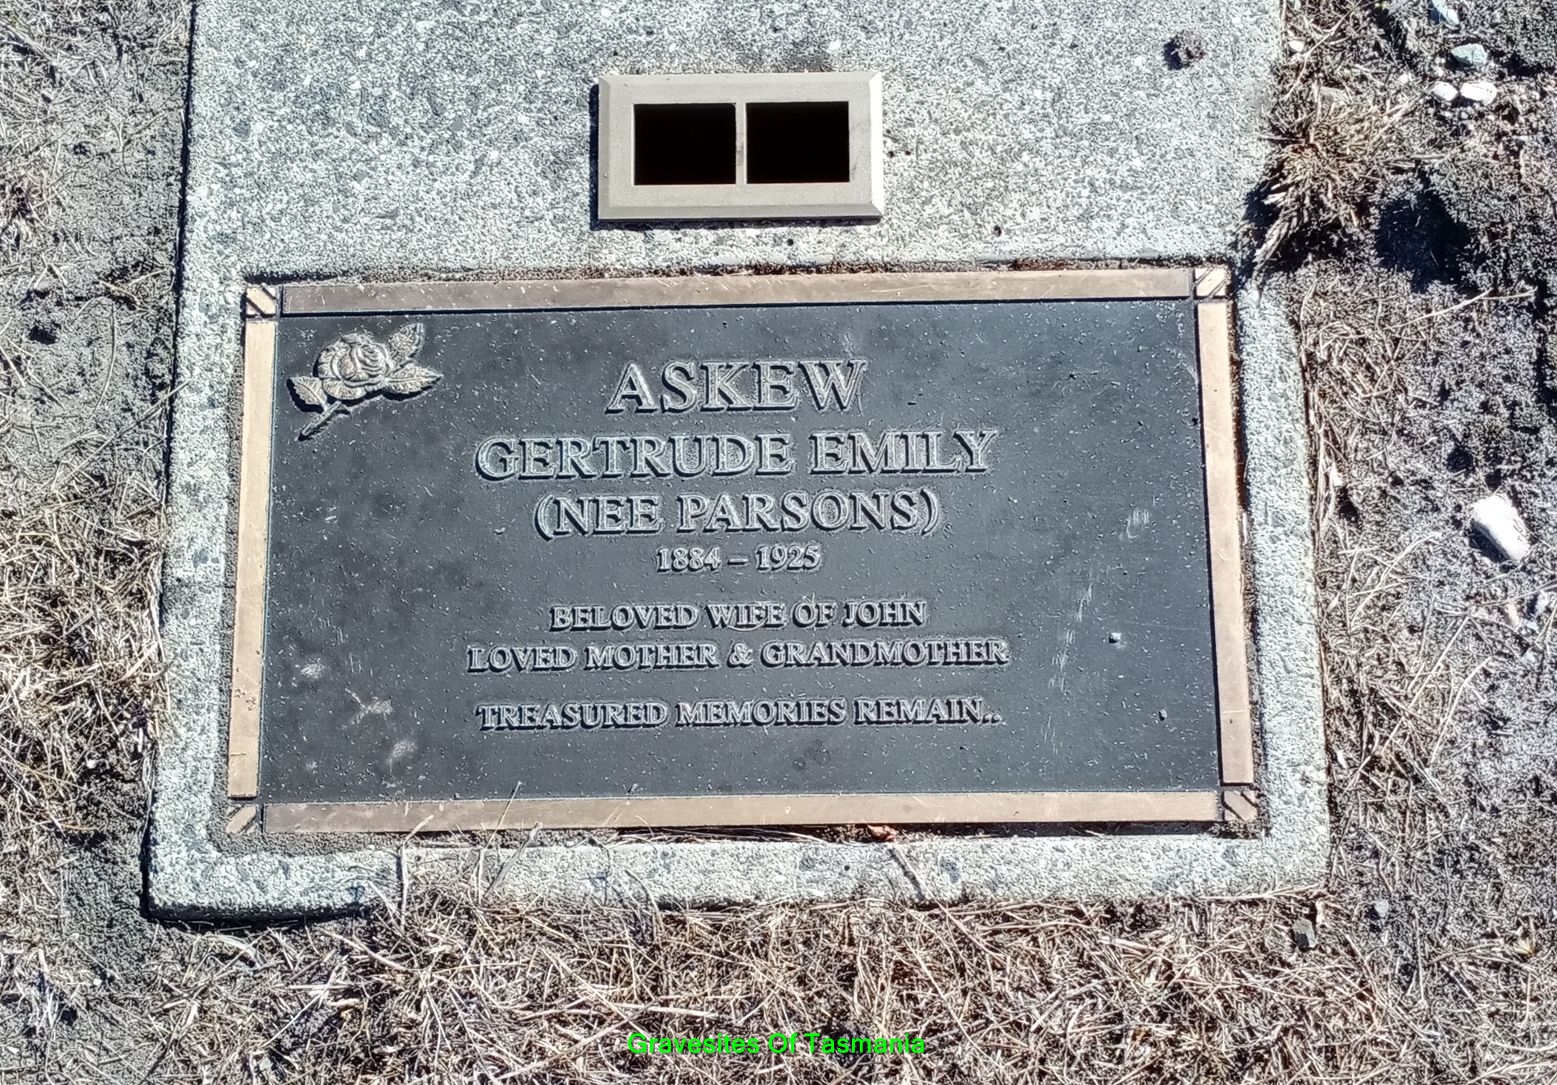 ASKEW
GERTRUDE EMILY
(NEE PARSONS)
1884 – 1925
BELOVED WIFE OF JOHN
LOVED MOTHER & GRANDMOTHER
TREASURED MEMORIES REMAIN..
Gravesites Of Tasmania